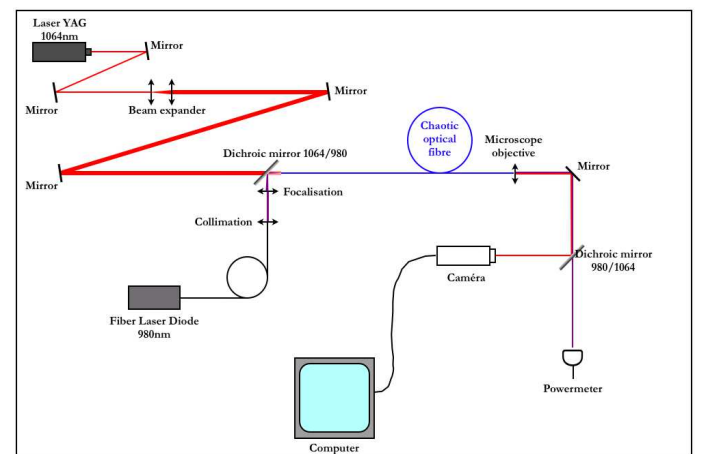 Laser YAG
1064nm
Mirror
Mirror
Beam expander
Mirror
Mirror
Dichroic mirror 1064/980
Focalisation
Collimation
Fiber Laser Diode
980nm
Chaotic
optical
fibre
Microscope
objective
Mirror
Dichroic mirror
980/1064
Caméra
Powermeter
Computer